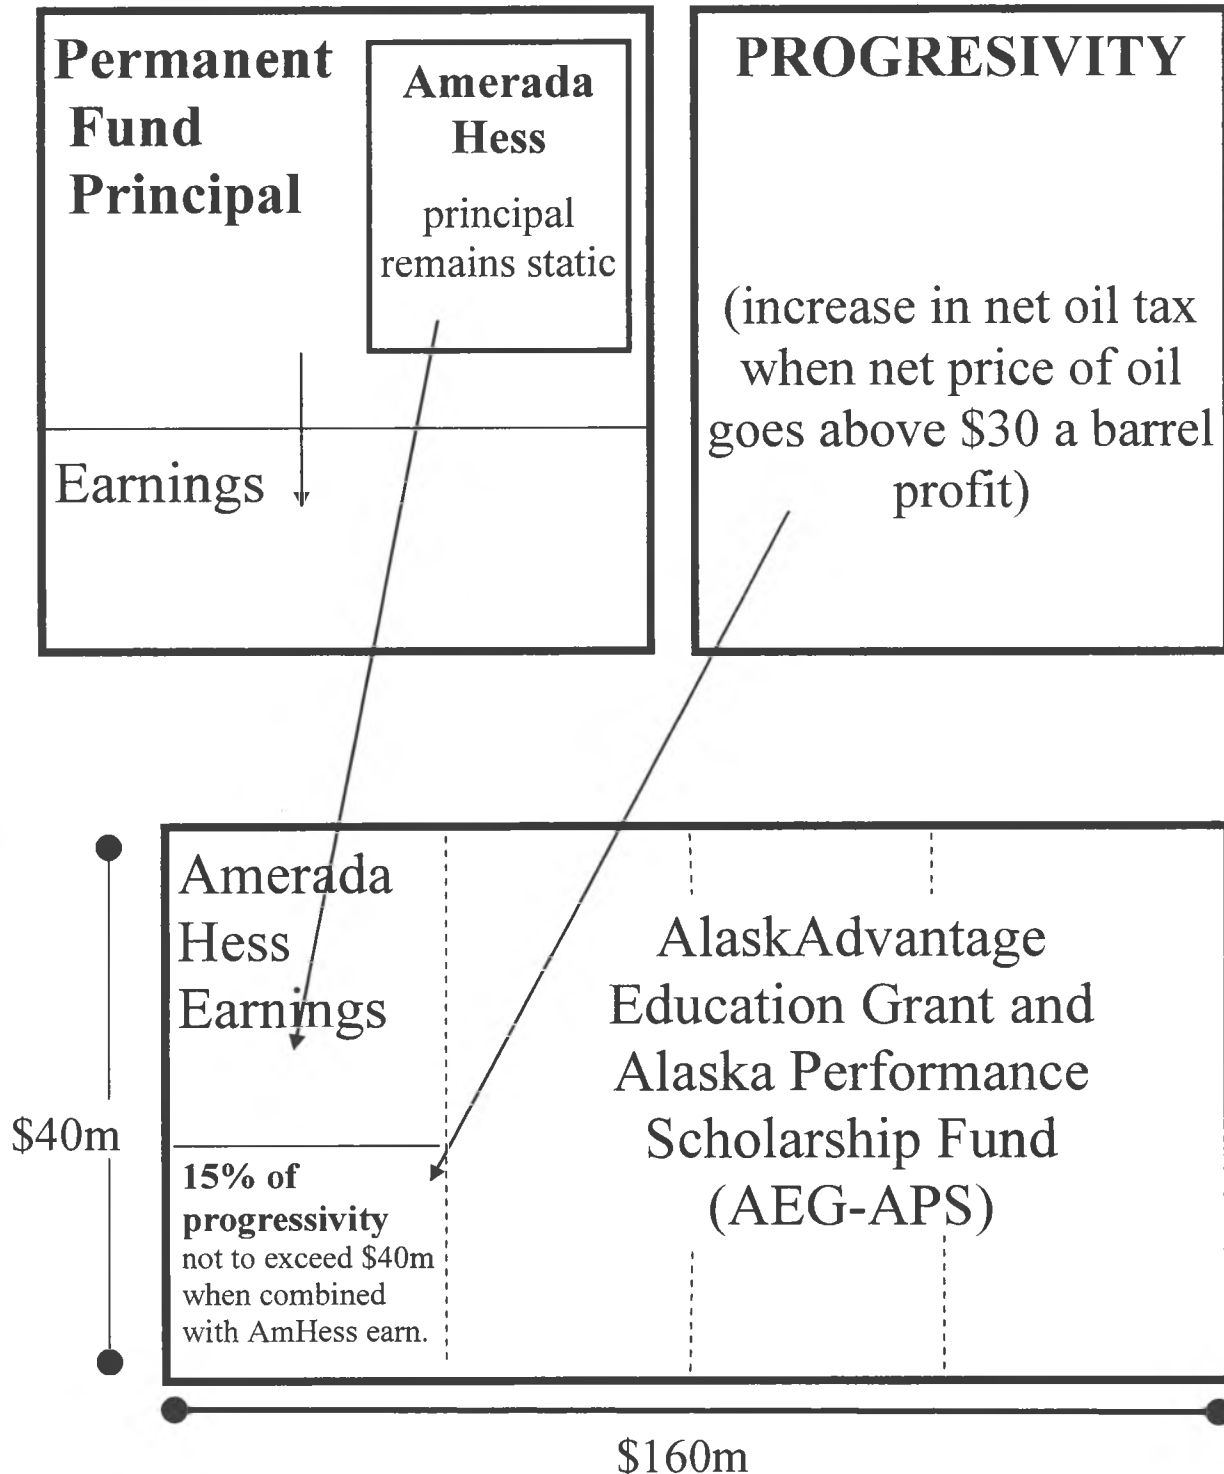 Permanent
Fund
Principal
Amerada
Hess
principal
remains static
Earnings
PROGRESIVITY
(increase in net oil tax
when net price of oil
goes above $30 a barrel
profit)
Amerada
Hess
Earnings
$40m
15% of
progressivity
not to exceed $40m
when combined
with AmHess earn.
AlaskAdvantage
Education Grant and
Alaska Performance
Scholarship Fund
(AEG-APS)
$160m